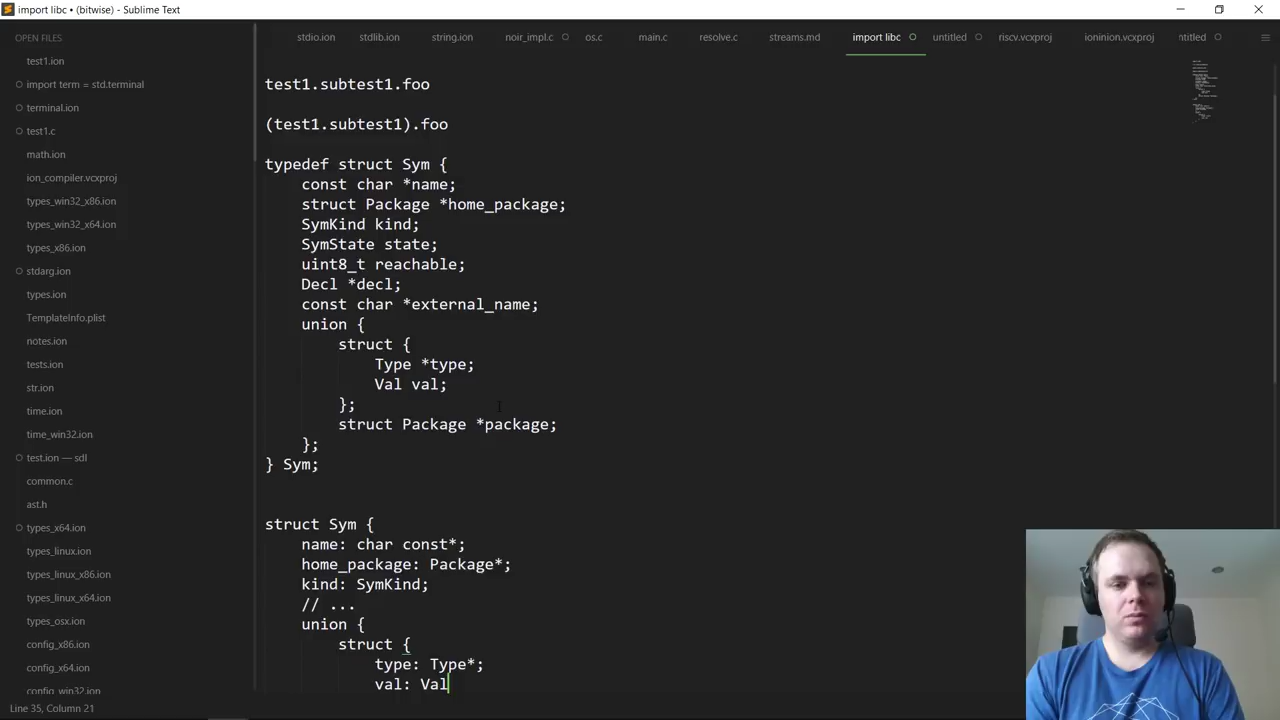 import libc • (bitwise) - Sublime Text
OPEN FILES
test1.ion
import term = std.terminal
terminal.ion
test1.c
math.ion
ion_compiler.vcxproj
types_win32_x86.ion
types_win32_x64.ion
types_x86.ion
stdarg.ion
types.ion
TemplateInfo.plist
notes.ion
tests.ion
str.ion
time.ion
time_win32.ion
test.ion — sdl
common.c
ast.h
types_x64.ion
types_linux.ion
types_linux_x86.ion
types_linux_x64.ion
types_osx.ion
config_x86.ion
config_x64.ion
config_win32.ion
stdio.ion stdlib.ion string.ion noir_impl.c os.c main.c resolve.c streams.md import libc untitled riscv.vcxproj ioninion.vcxproj ntitled
test1.subtest1.foo
(test1.subtest1).foo
typedef struct Sym {
const char *name;
struct Package *home_package;
SymKind kind;
SymState state;
uint8_t reachable;
Decl *decl;
const char *external_name;
union {
struct {
Type *type;
Val val;
};
struct Package *package;
};
} Sym;
struct Sym {
name: char const*;
home_package: Package*;
kind: SymKind;
// ...
union {
struct {
type: Type*;
val: Val
Line 35, Column 21